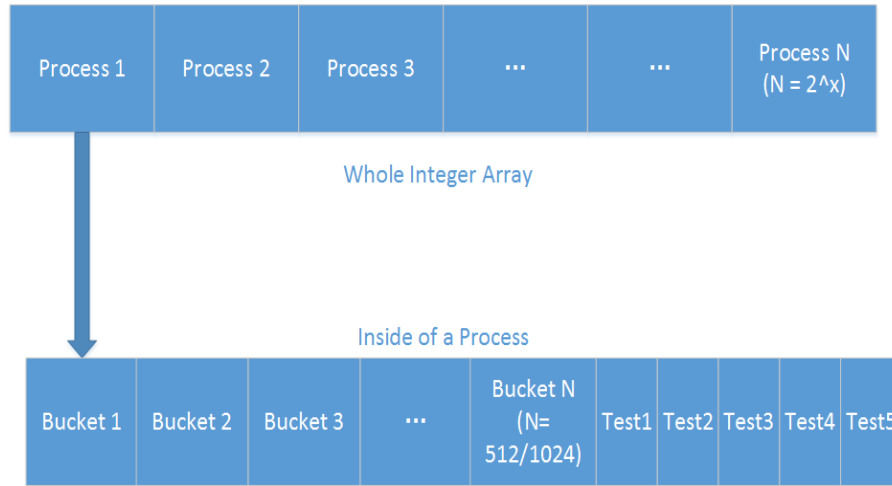 Process 1
Process 2
Process 3
...
...
Process N
(N = 2^x)
Whole Integer Array
Inside of a Process
Bucket 1
Bucket 2
Bucket 3
...
Bucket N
(N=
512/1024)
Test1
Test2
Test3
Test4
Test5